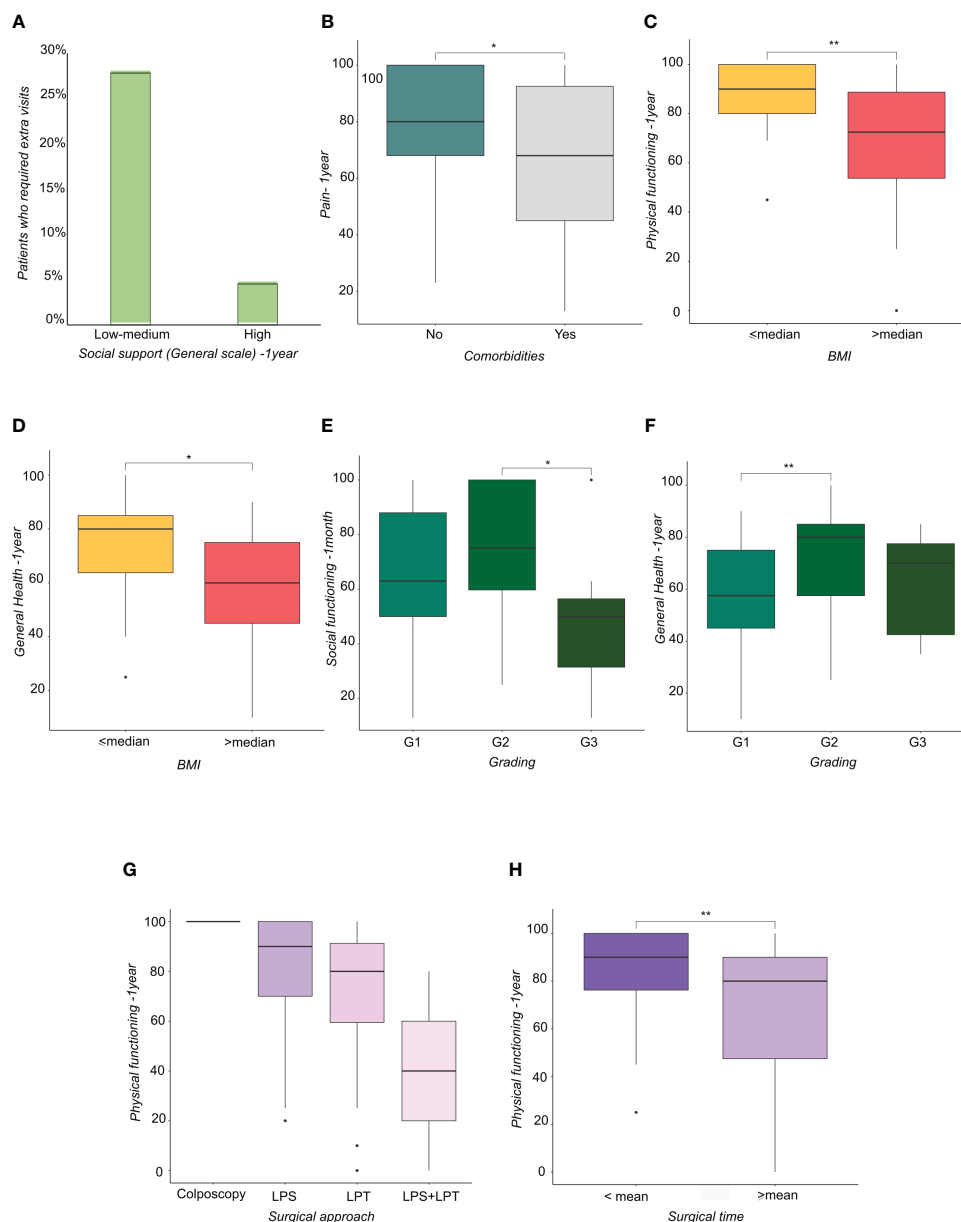 A
30%
25%
20%
15%
10%
5%
0%
Patients who required extra visits
Low-medium
High
Social support (General scale) -1year
B
*
100
100
80
60
40
20
Pain- 1year
No
Yes
Comorbidities
C
**
100
80
60
40
20
0
Physical functioning -1year
≤median
>median
BMI
D
*
100
80
60
40
20
General Health -1year
≤median
>median
BMI
E
*
100
80
60
40
20
Social functioning -1month
G1
G2
G3
Grading
F
**
100
80
60
40
20
General Health -1year
G1
G2
G3
Grading
G
100
80
60
40
20
0
Physical functioning -1year
Colposcopy
LPS
LPT
LPS+LPT
Surgical approach
H
**
100
80
60
40
20
0
Physical functioning -1year
< mean
≥mean
Surgical time